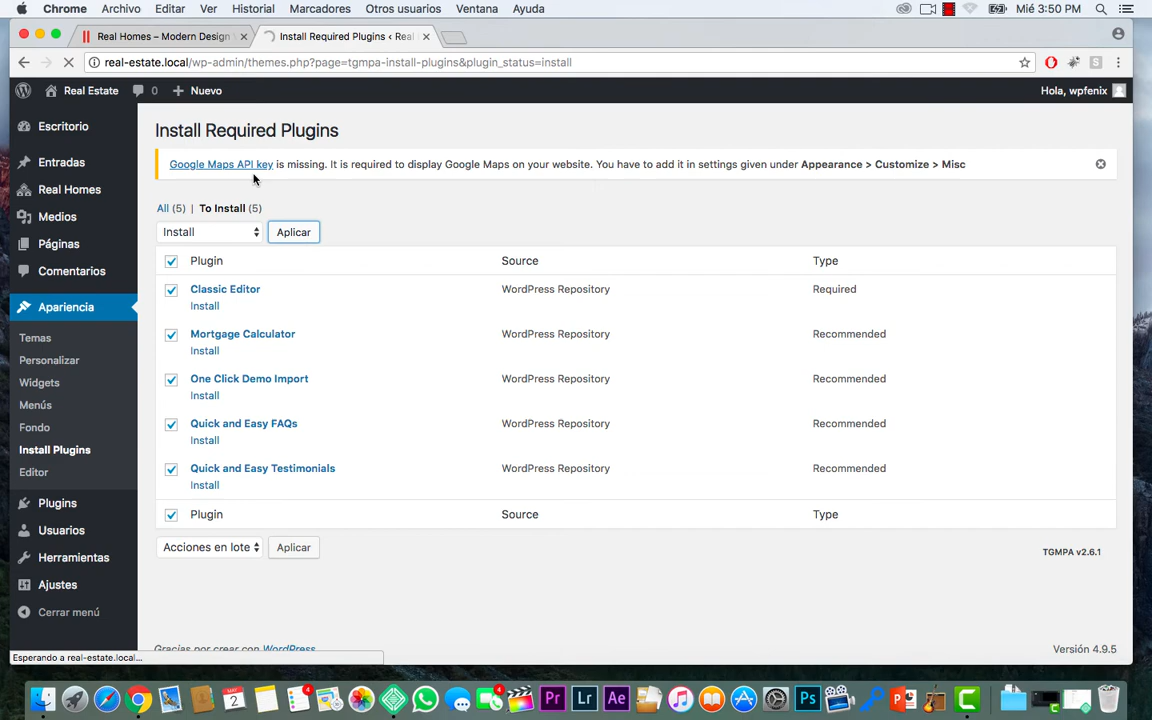 Chrome Archivo Editar Ver Historial Marcadores Otros usuarios Ventana Ayuda Mié 3:50 PM
Real Homes – Modern Design Install Required Plugins ‹ Real
real-estate.local/wp-admin/themes.php?page=tgmpa-install-plugins&plugin_status=install
Real Estate 0 Nuevo Hola, wpfenix
Escritorio
Entradas
Real Homes
Medios
Páginas
Comentarios
Apariencia
Temas
Personalizar
Widgets
Menús
Fondo
Install Plugins
Editor
Plugins
Usuarios
Herramientas
Ajustes
Cerrar menú
Install Required Plugins
Google Maps API key is missing. It is required to display Google Maps on your website. You have to add it in settings given under Appearance > Customize > Misc
All (5) | To Install (5)
Install Aplicar
Plugin Source Type
Classic Editor WordPress Repository Required
Install
Mortgage Calculator WordPress Repository Recommended
Install
One Click Demo Import WordPress Repository Recommended
Install
Quick and Easy FAQs WordPress Repository Recommended
Install
Quick and Easy Testimonials WordPress Repository Recommended
Install
Plugin Source Type
Acciones en lote Aplicar
TGMPA v2.6.1
Gracias por crear con WordPress Versión 4.9.5
Esperando a real-estate.local...
MAY 2 4 4 Pr Lr Ae Ps P C